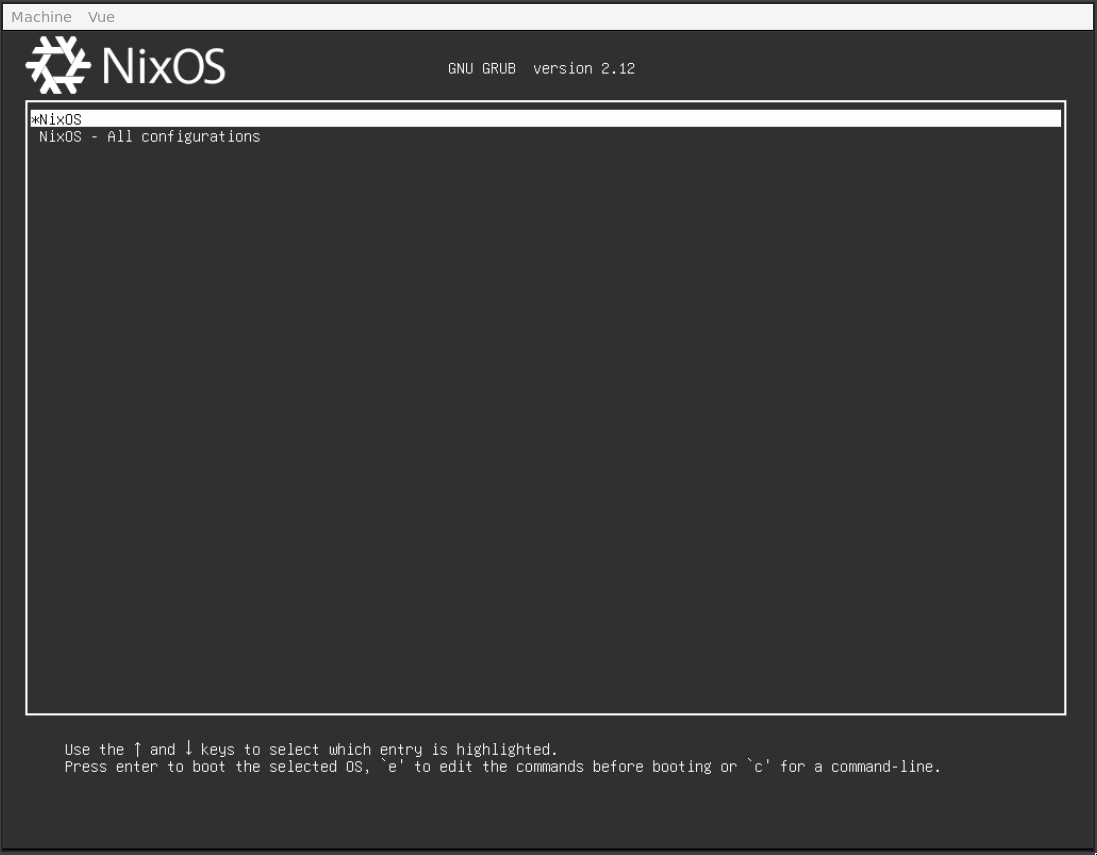 Machine Vue
NixOS
GNU GRUB version 2.12
*NixOS
NixOS - All configurations
Use the ↑ and ↓ keys to select which entry is highlighted.
Press enter to boot the selected OS, `e' to edit the commands before booting or `c' for a command-line.